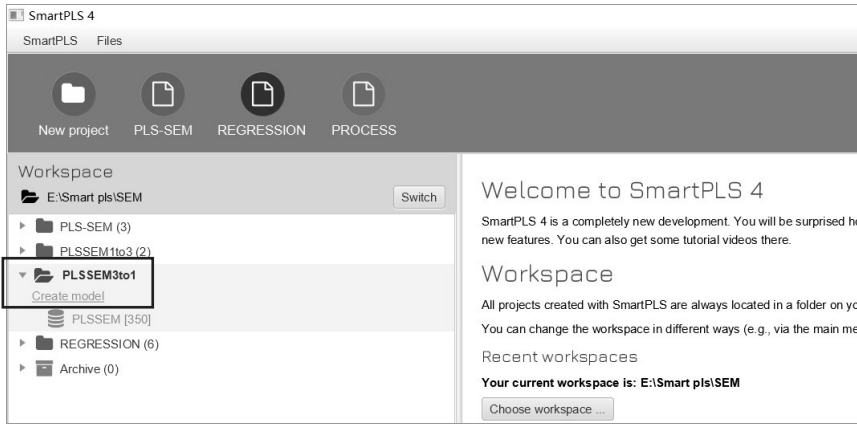 SmartPLS 4
SmartPLS Files
New project PLS-SEM REGRESSION PROCESS
Workspace
E:\Smart pls\SEM Switch
PLS-SEM (3)
PLSSEM1to3 (2)
PLSSEM3to1
Create model
PLSSEM [350]
REGRESSION (6)
Archive (0)
Welcome to SmartPLS 4
SmartPLS 4 is a completely new development. You will be surprised
new features. You can also get some tutorial videos there.
Workspace
All projects created with SmartPLS are always located in a folder on
You can change the workspace in different ways (e.g., via the main
Recent workspaces
Your current workspace is: E:\Smart pls\SEM
Choose workspace ...